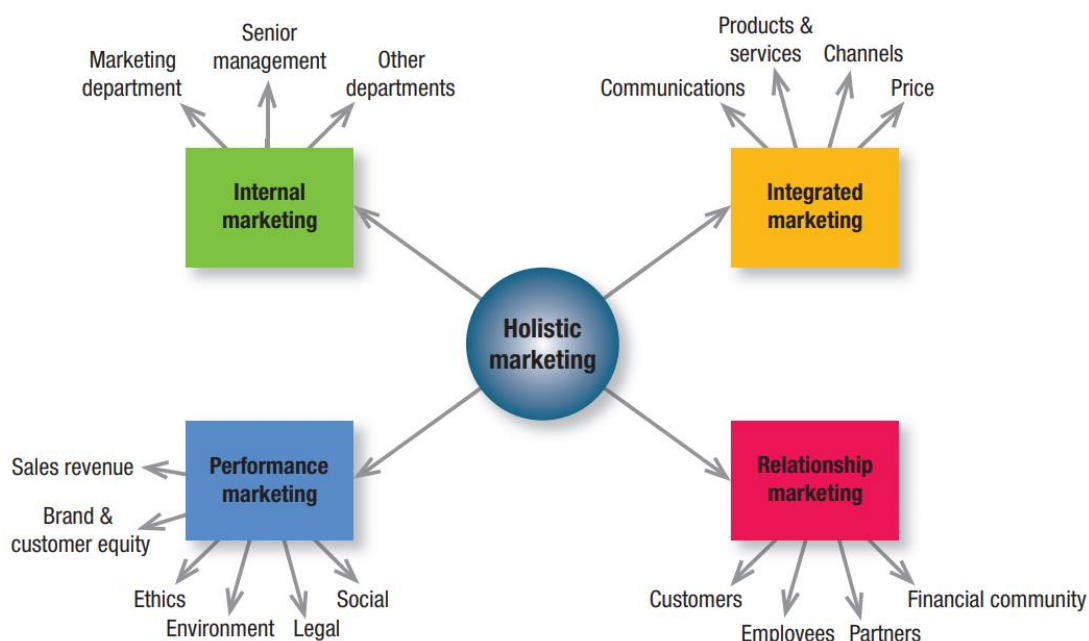 Senior
management
Marketing
department
Other
departments
Products &
services
Channels
Communications
Price
Internal
marketing
Integrated
marketing
Holistic
marketing
Performance
marketing
Relationship
marketing
Sales revenue
Brand &
customer equity
Ethics
Environment
Legal
Social
Customers
Employees
Partners
Financial community